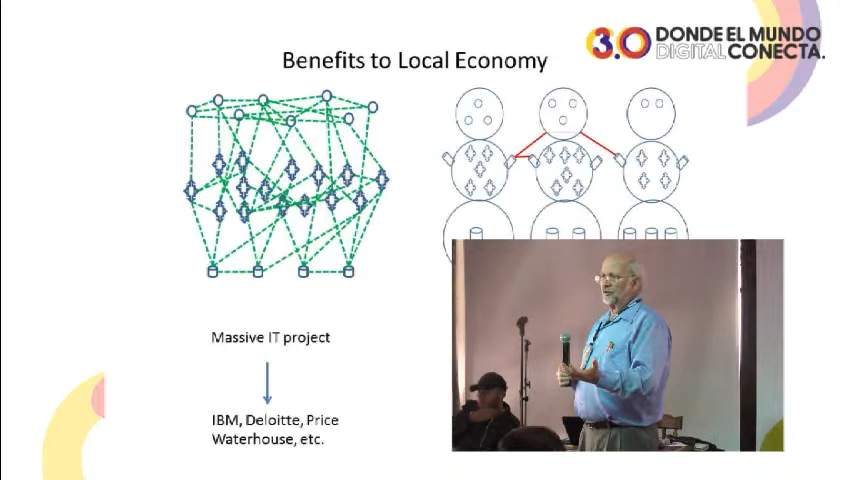 3.0 DONDE EL MUNDO
DIGITAL CONECTA.
Benefits to Local Economy
Massive IT project
IBM, Deloitte, Price
Waterhouse, etc.